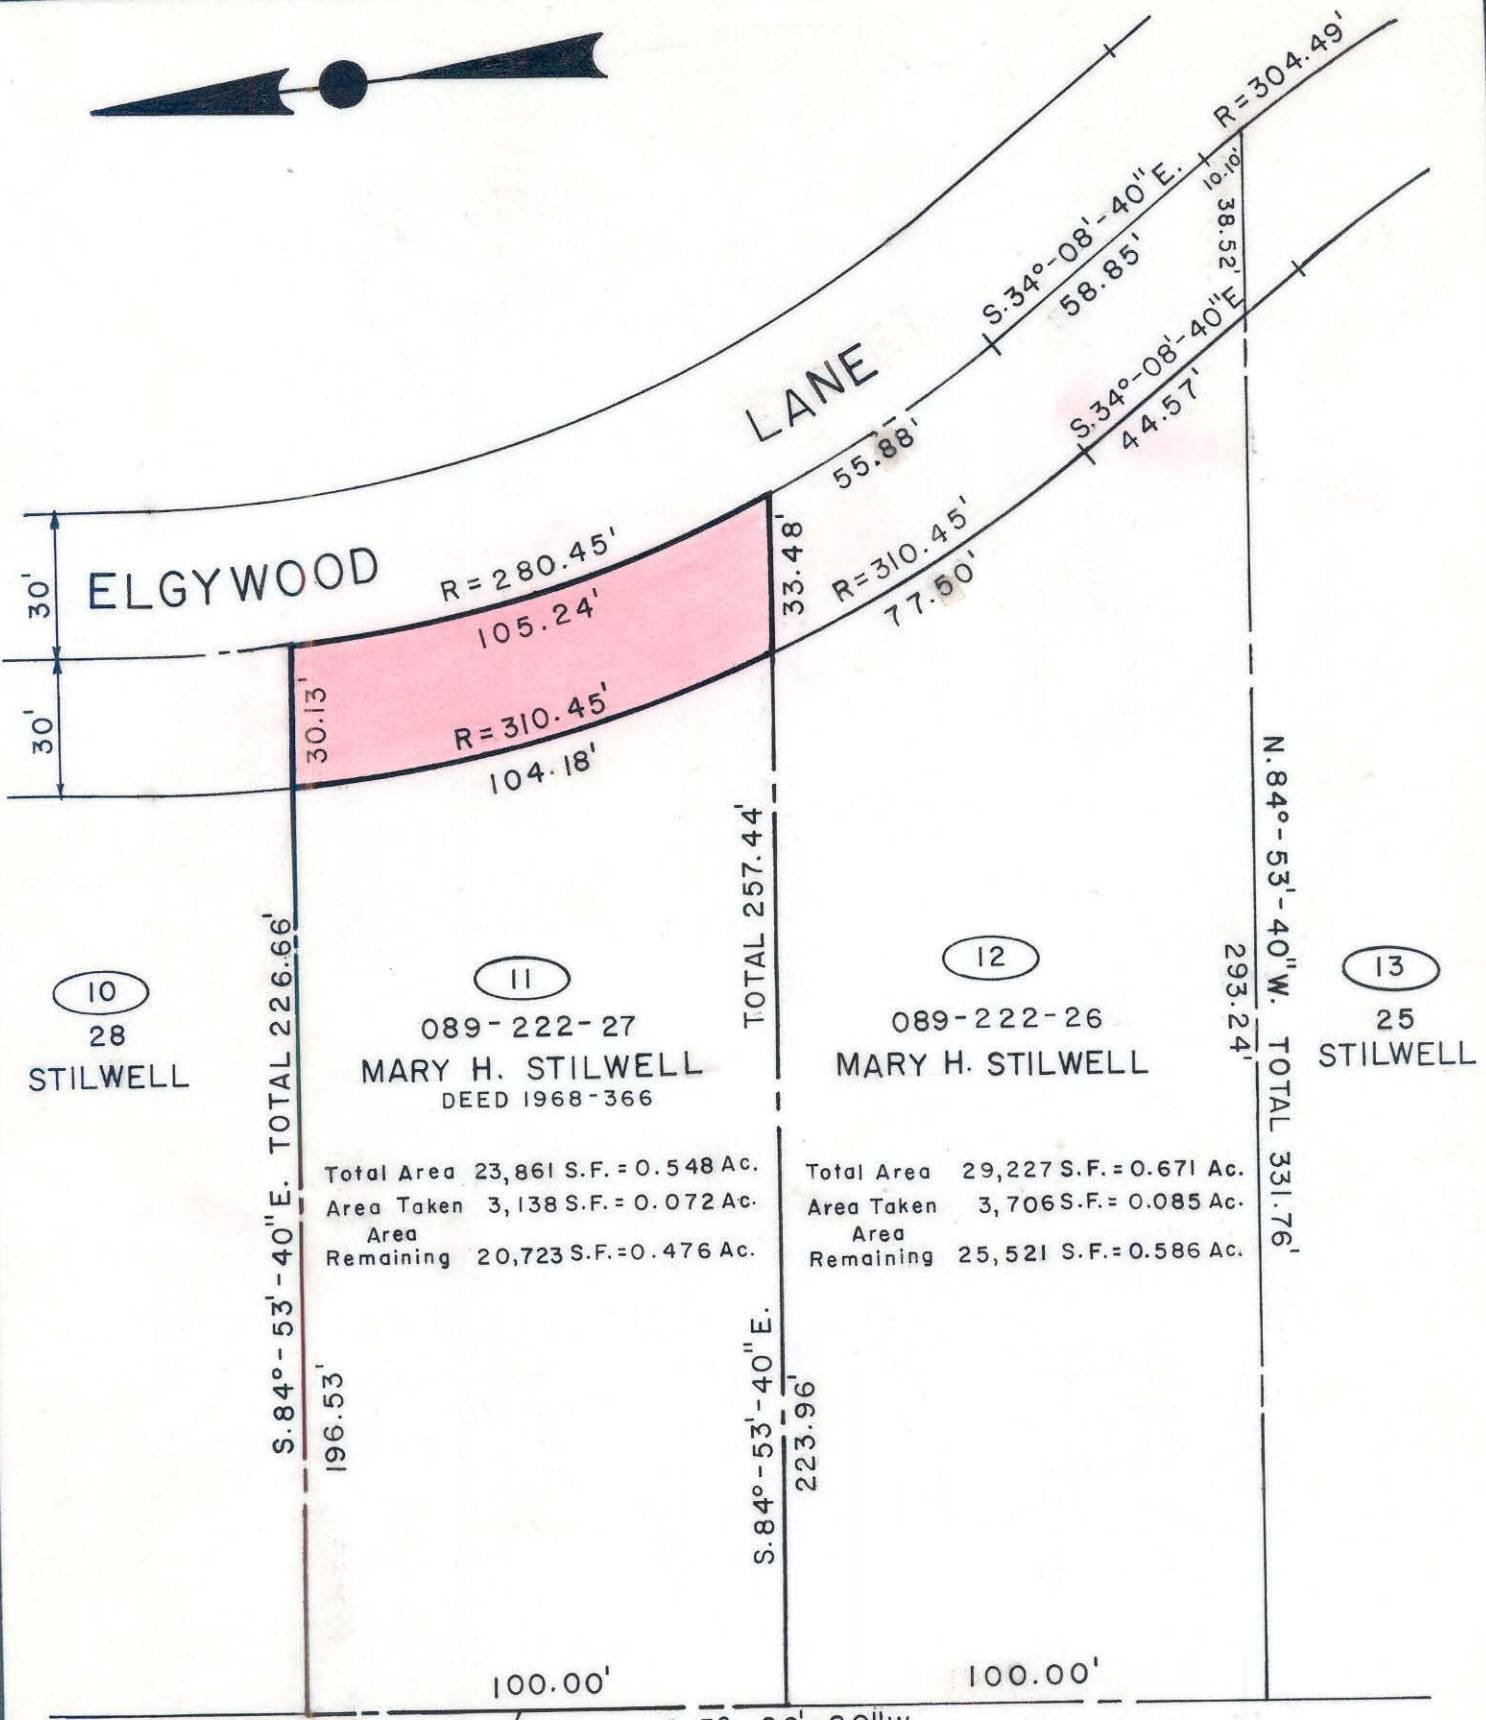 R=304.49'
10.10'
38.52'
S.34°-08'-40"E.
58.85'
S.34°-08'-40"E
44.57'
LANE
55.88'
ELGYWOOD
30'
30'
R=280.45'
105.24'
33.48'
R=310.45'
77.50'
30.13'
R=310.45'
104.18'
S.84°-53'-40"E. TOTAL 226.66'
196.53'
TOTAL 257.44'
S.84°-53'-40"E.
223.96'
N.84°-53'-40"W. TOTAL 331.76'
293.24'
10
28
STILWELL
11
089-222-27
MARY H. STILWELL
DEED 1968-366
Total Area 23,861 S.F.=0.548 Ac.
Area Taken 3,138 S.F.=0.072 Ac.
Area
Remaining 20,723 S.F.=0.476 Ac.
12
089-222-26
MARY H. STILWELL
Total Area 29,227 S.F.=0.671 Ac.
Area Taken 3,706 S.F.=0.085 Ac.
Area
Remaining 25,521 S.F.=0.586 Ac.
13
25
STILWELL
100.00'
100.00'